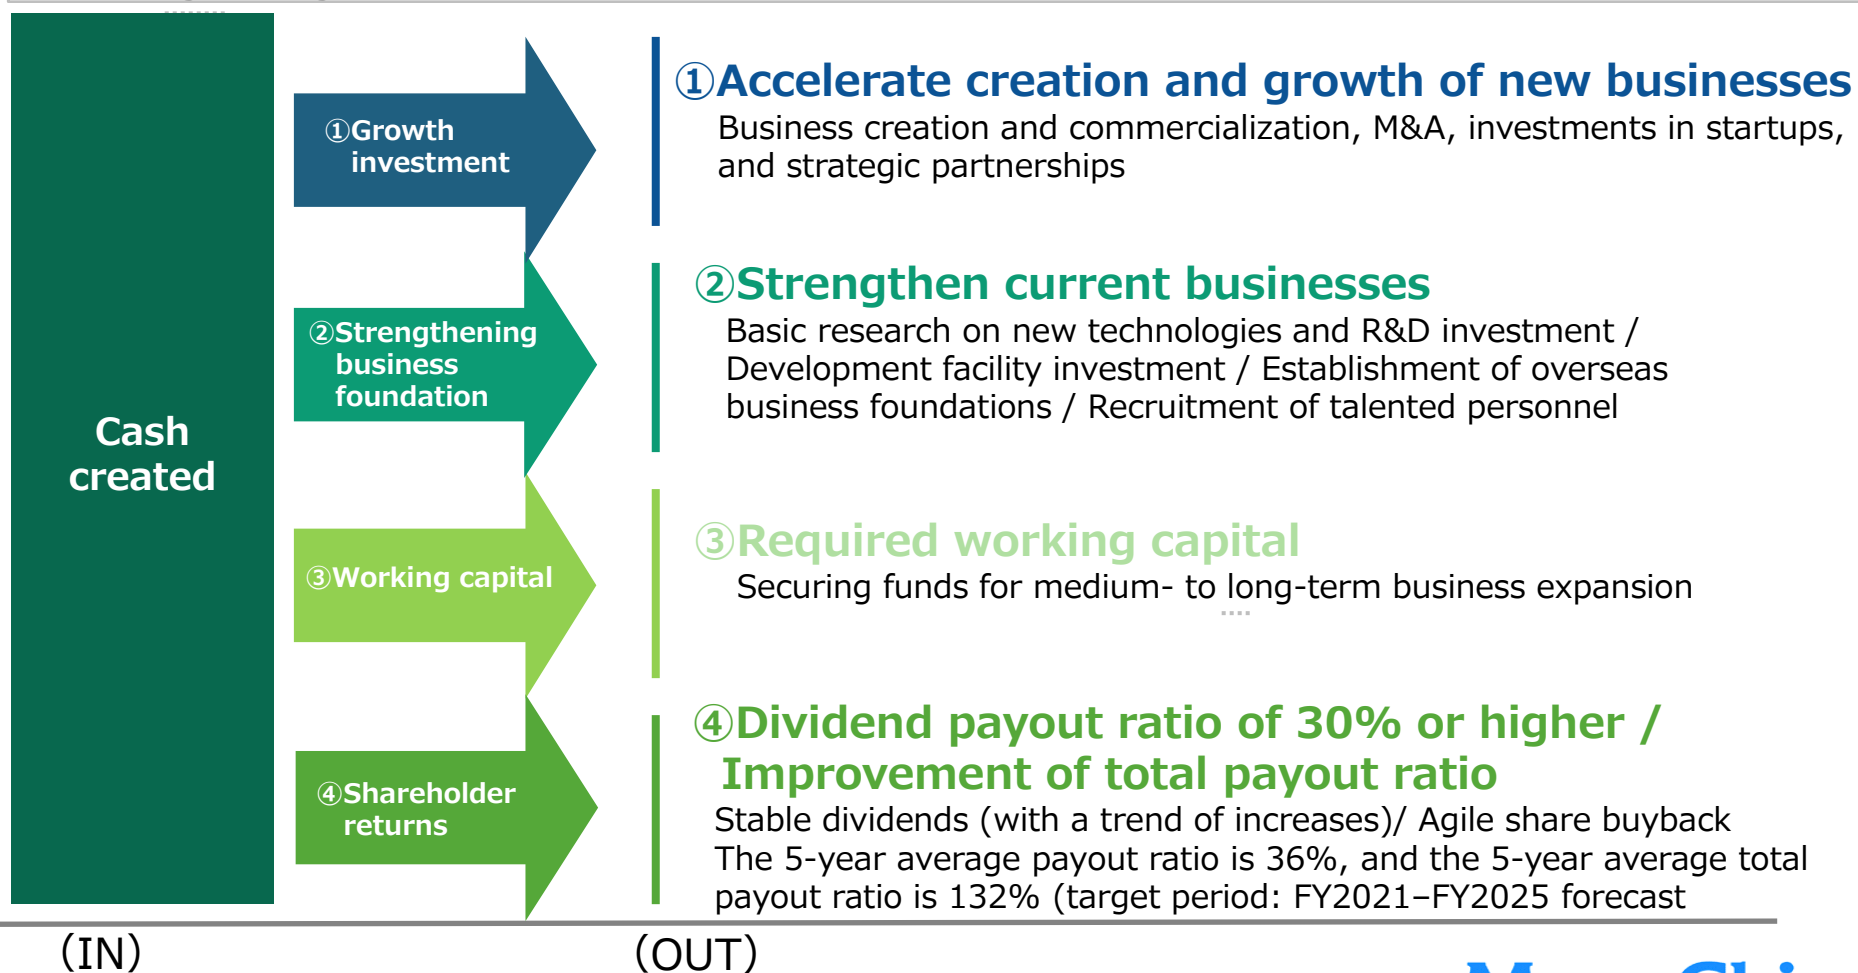 Cash
created
①Growth
investment
①Accelerate creation and growth of new businesses
Business creation and commercialization, M&A, investments in startups,
and strategic partnerships
②Strengthening
business
foundation
②Strengthen current businesses
Basic research on new technologies and R&D investment /
Development facility investment / Establishment of overseas
business foundations / Recruitment of talented personnel
③Working capital
③Required working capital
Securing funds for medium- to long-term business expansion
④Shareholder
returns
④Dividend payout ratio of 30% or higher /
Improvement of total payout ratio
Stable dividends (with a trend of increases)/ Agile share buyback
The 5-year average payout ratio is 36%, and the 5-year average total
payout ratio is 132% (target period: FY2021–FY2025 forecast
(IN)
(OUT)